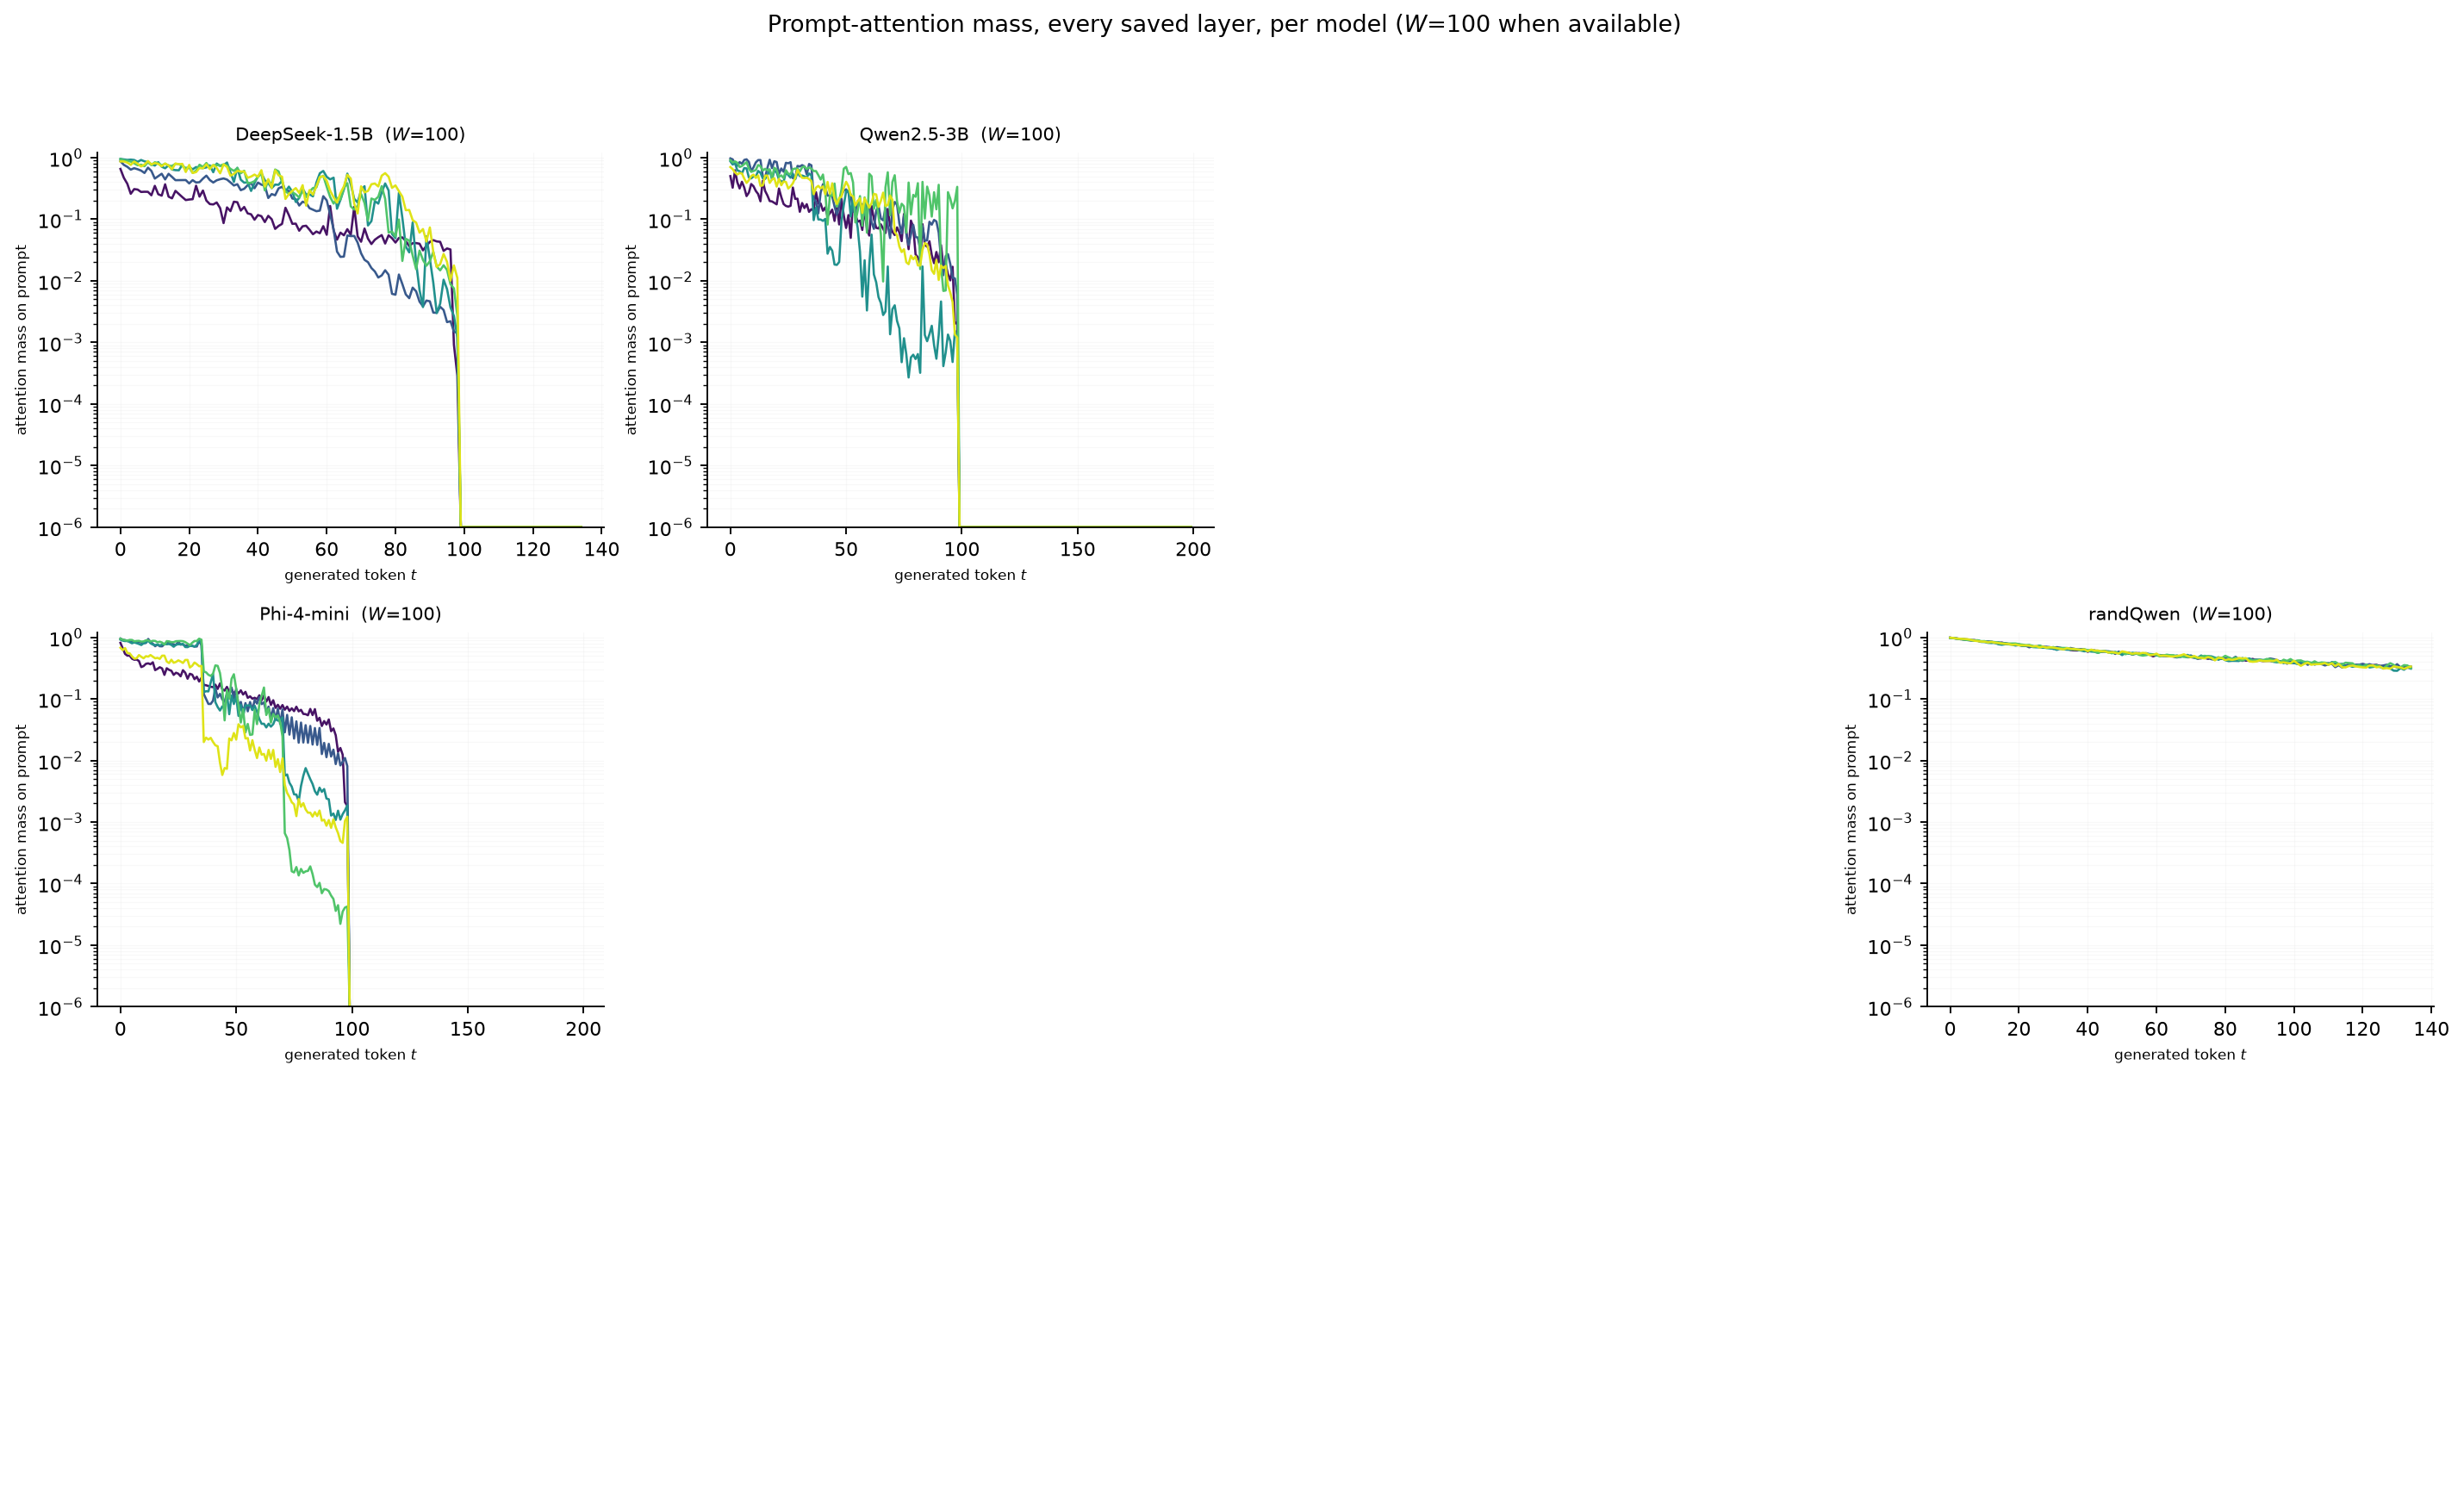 Prompt-attention mass, every saved layer, per model (W=100 when available)
DeepSeek-1.5B (W=100)
10^0
10^-1
10^-2
10^-3
10^-4
10^-5
10^-6
attention mass on prompt
0 20 40 60 80 100 120 140
generated token t
Qwen2.5-3B (W=100)
10^0
10^-1
10^-2
10^-3
10^-4
10^-5
10^-6
attention mass on prompt
0 50 100 150 200
generated token t
Phi-4-mini (W=100)
10^0
10^-1
10^-2
10^-3
10^-4
10^-5
10^-6
attention mass on prompt
0 50 100 150 200
generated token t
randQwen (W=100)
10^0
10^-1
10^-2
10^-3
10^-4
10^-5
10^-6
attention mass on prompt
0 20 40 60 80 100 120 140
generated token t